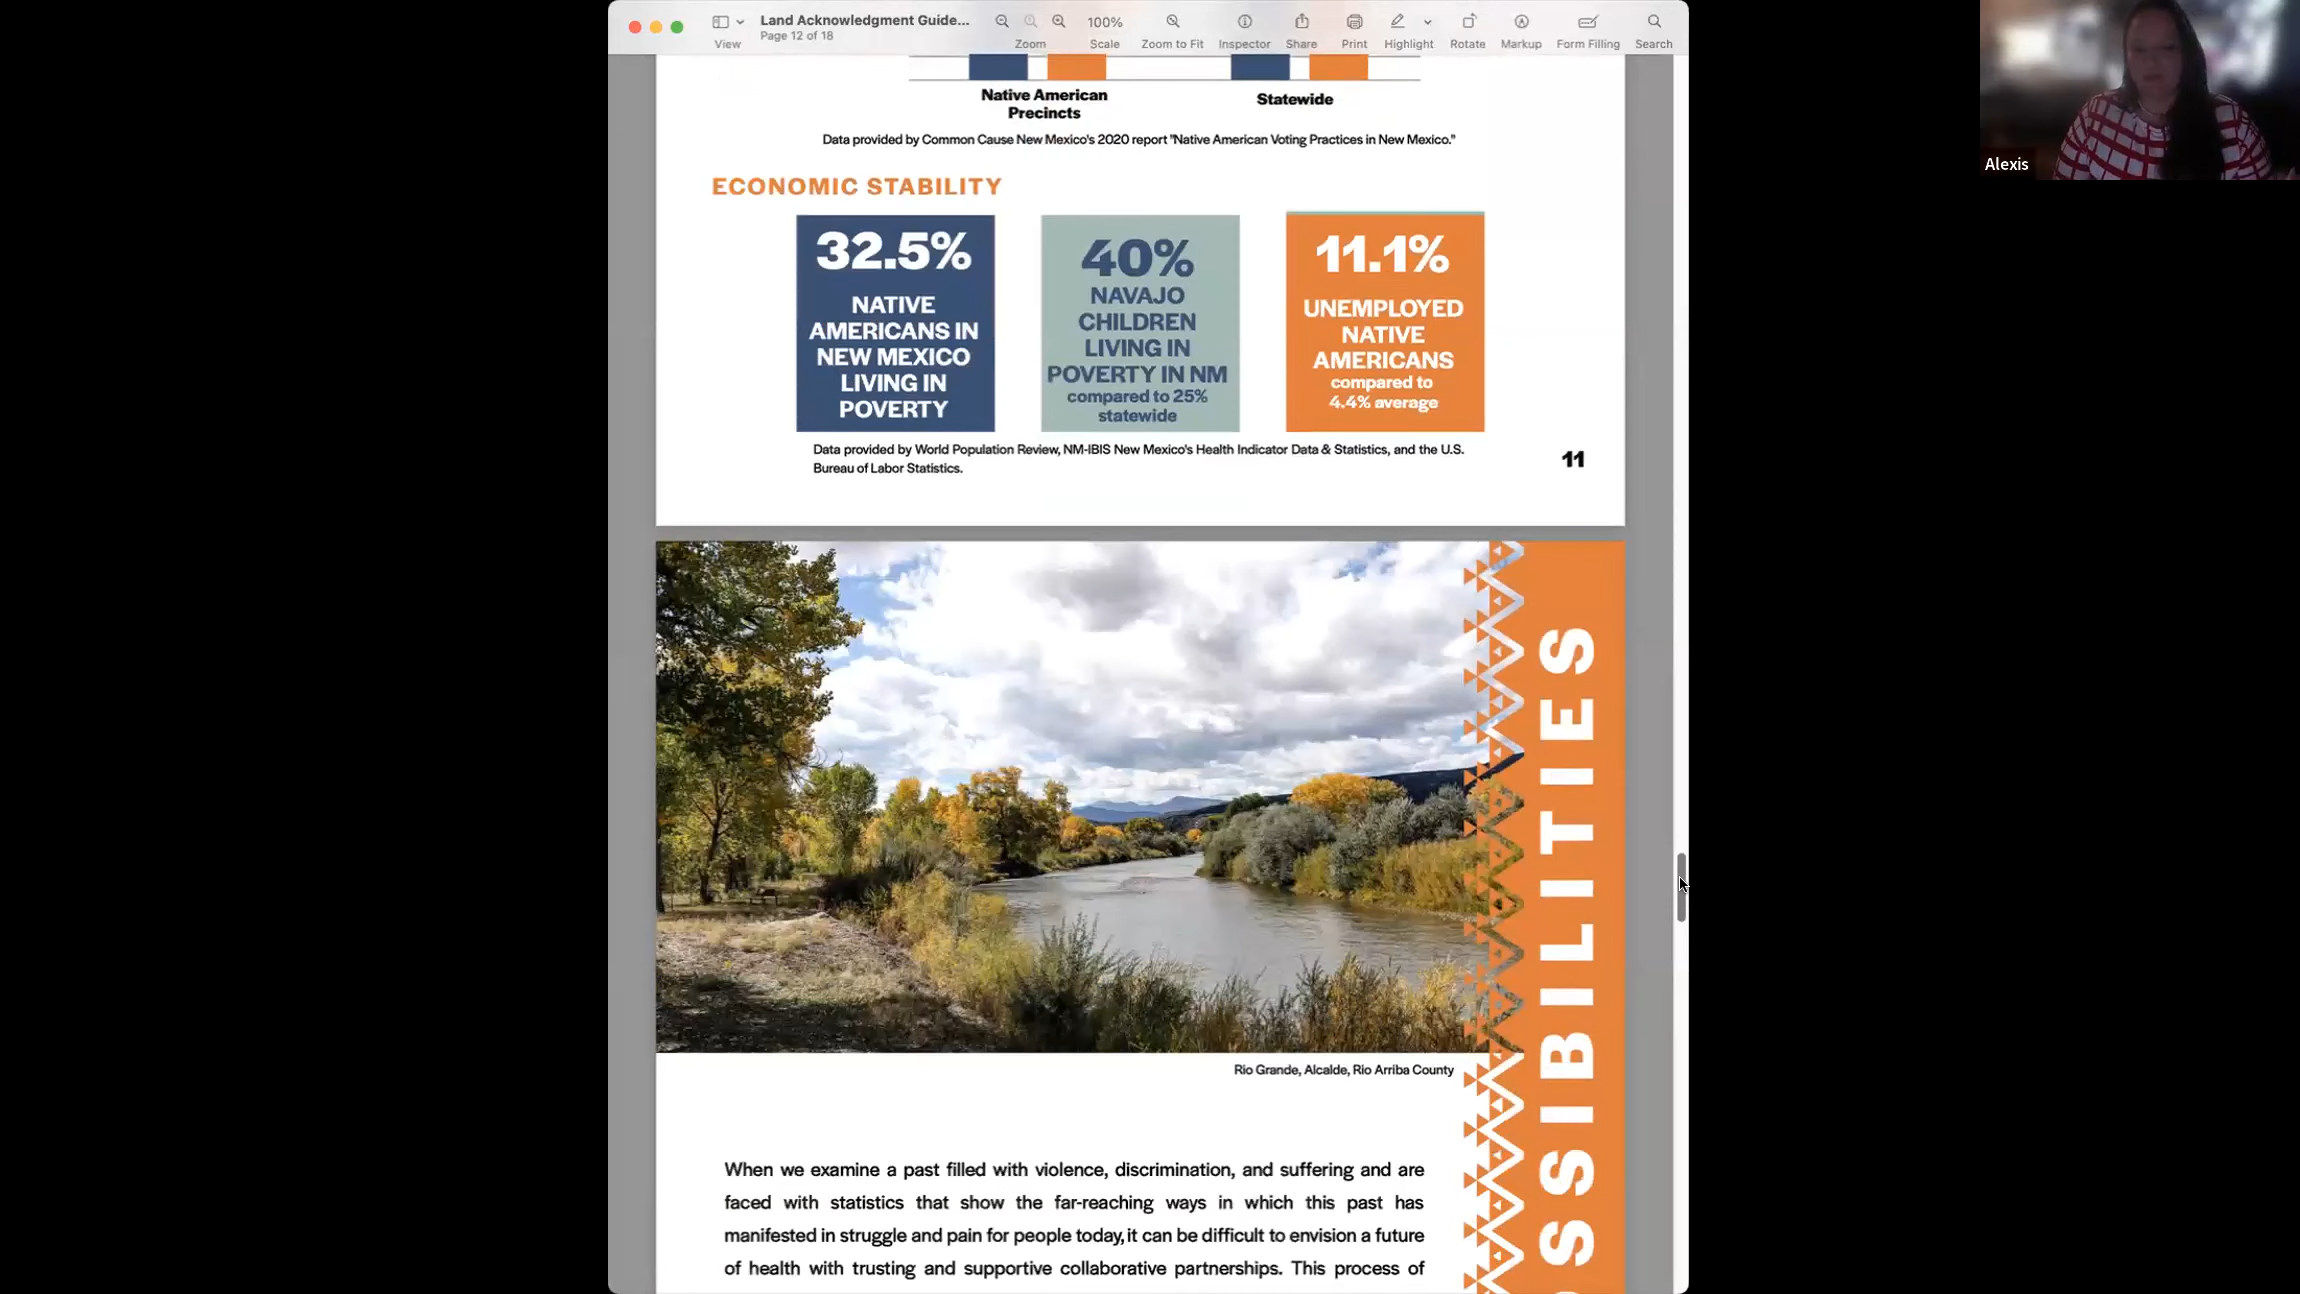 Land Acknowledgment Guide...
Page 12 of 18
100%
View
Zoom
Scale
Zoom to Fit
Inspector
Share
Print
Highlight
Rotate
Markup
Form Filling
Search
Alexis
Native American
Precincts
Statewide
Data provided by Common Cause New Mexico's 2020 report "Native American Voting Practices in New Mexico."
ECONOMIC STABILITY
32.5%
NATIVE
AMERICANS IN
NEW MEXICO
LIVING IN
POVERTY
40%
NAVAJO
CHILDREN
LIVING IN
POVERTY IN NM
compared to 25%
statewide
11.1%
UNEMPLOYED
NATIVE
AMERICANS
compared to
4.4% average
Data provided by World Population Review, NM-IBIS New Mexico's Health Indicator Data & Statistics, and the U.S.
Bureau of Labor Statistics.
11
SSIBILITIES
Rio Grande, Alcalde, Rio Arriba County
When we examine a past filled with violence, discrimination, and suffering and are
faced with statistics that show the far-reaching ways in which this past has
manifested in struggle and pain for people today, it can be difficult to envision a future
of health with trusting and supportive collaborative partnerships. This process of